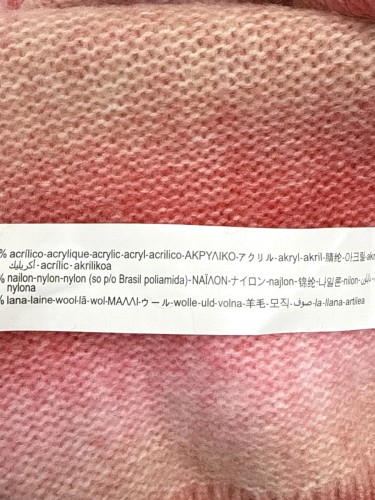 % acrílico-acrylique-acrylic-acryl-acrilico-ΑΚΡΥΛΙΚΟ-アクリル-akryl-akril-腈纶-아크릴-akr
أكريليك-acrílic-akrilikoa
% nailon-nylon-nylon (so p/o Brasil poliamida)-ΝΑΪΛΟΝ-ナイロン-najlon-锦纶-나일론-nilon-
nylona
% lana-laine-wool-lã-wol-ΜΑΛΛΙ-ウール-wolle-uld-volna-羊毛-모직-صوف-la-llana-artilea